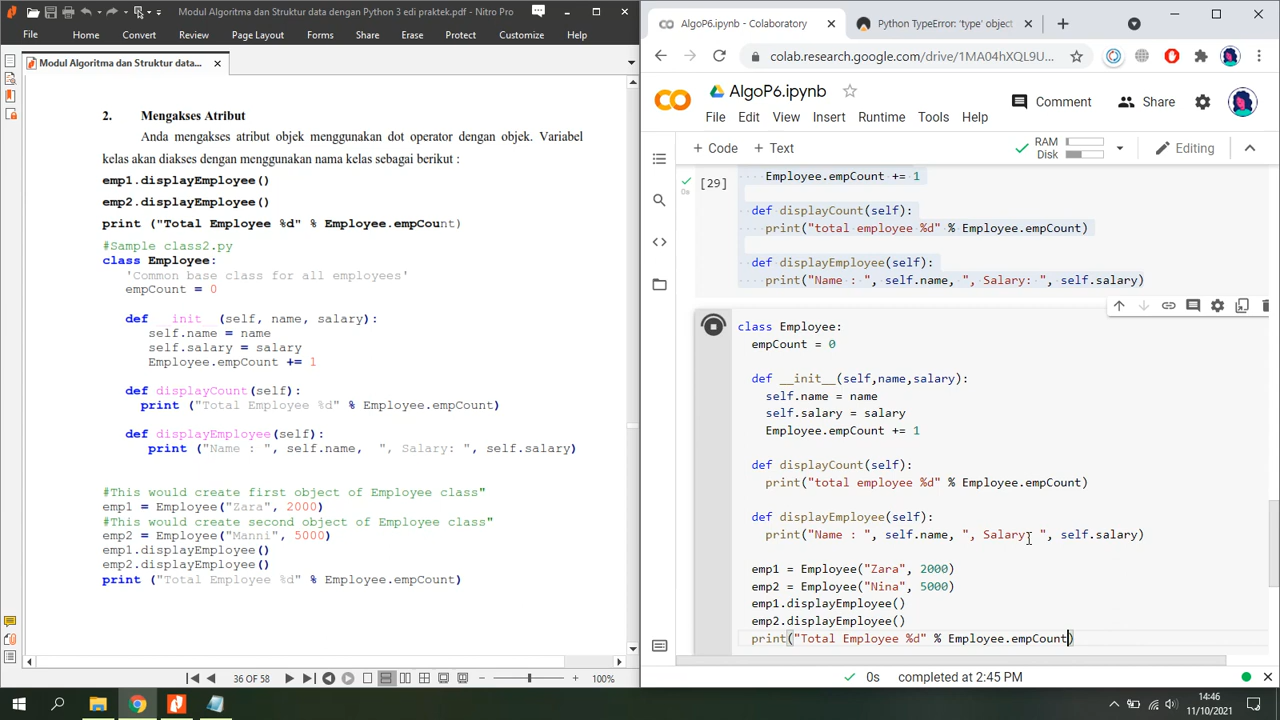 Modul Algoritma dan Struktur data dengan Python 3 edi praktek.pdf - Nitro Pro
File Home Convert Review Page Layout Forms Share Erase Protect Customize Help
Modul Algoritma dan Struktur data...
2. Mengakses Atribut
Anda mengakses atribut objek menggunakan dot operator dengan objek. Variabel
kelas akan diakses dengan menggunakan nama kelas sebagai berikut :
emp1.displayEmployee()
emp2.displayEmployee()
print ("Total Employee %d" % Employee.empCount)
#Sample class2.py
class Employee:
'Common base class for all employees'
empCount = 0
def init (self, name, salary):
self.name = name
self.salary = salary
Employee.empCount += 1
def displayCount(self):
print ("Total Employee %d" % Employee.empCount)
def displayEmployee(self):
print ("Name : ", self.name, ", Salary: ", self.salary)
#This would create first object of Employee class"
emp1 = Employee("Zara", 2000)
#This would create second object of Employee class"
emp2 = Employee("Manni", 5000)
emp1.displayEmployee()
emp2.displayEmployee()
print ("Total Employee %d" % Employee.empCount)
36 OF 58
100%
AlgoP6.ipynb - Colaboratory
Python TypeError: 'type' object
colab.research.google.com/drive/1MA04hXQL9U...
AlgoP6.ipynb
Comment Share
File Edit View Insert Runtime Tools Help
+ Code + Text
RAM
Disk
Editing
[29]
0s
Employee.empCount += 1
def displayCount(self):
print("total employee %d" % Employee.empCount)
def displayEmployee(self):
print("Name : ", self.name, ", Salary: ", self.salary)
class Employee:
empCount = 0
def __init__(self,name,salary):
self.name = name
self.salary = salary
Employee.empCount += 1
def displayCount(self):
print("total employee %d" % Employee.empCount)
def displayEmployee(self):
print("Name : ", self.name, ", Salary: ", self.salary)
emp1 = Employee("Zara", 2000)
emp2 = Employee("Nina", 5000)
emp1.displayEmployee()
emp2.displayEmployee()
print("Total Employee %d" % Employee.empCount)
0s completed at 2:45 PM
14:46
11/10/2021